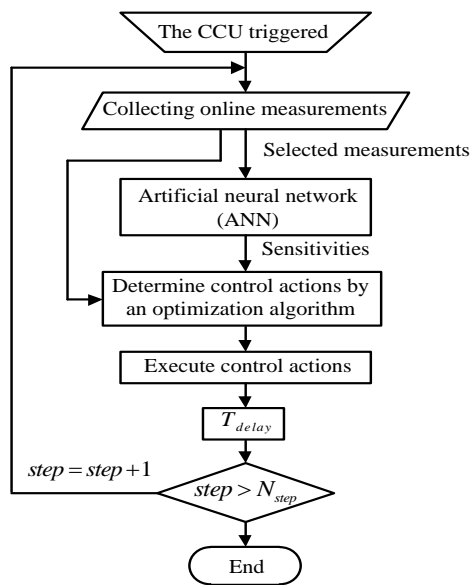 The CCU triggered
Collecting online measurements
Selected measurements
Artificial neural network
(ANN)
Sensitivities
Determine control actions by
an optimization algorithm
Execute control actions
T_delay
step = step+1
step > N_step
End